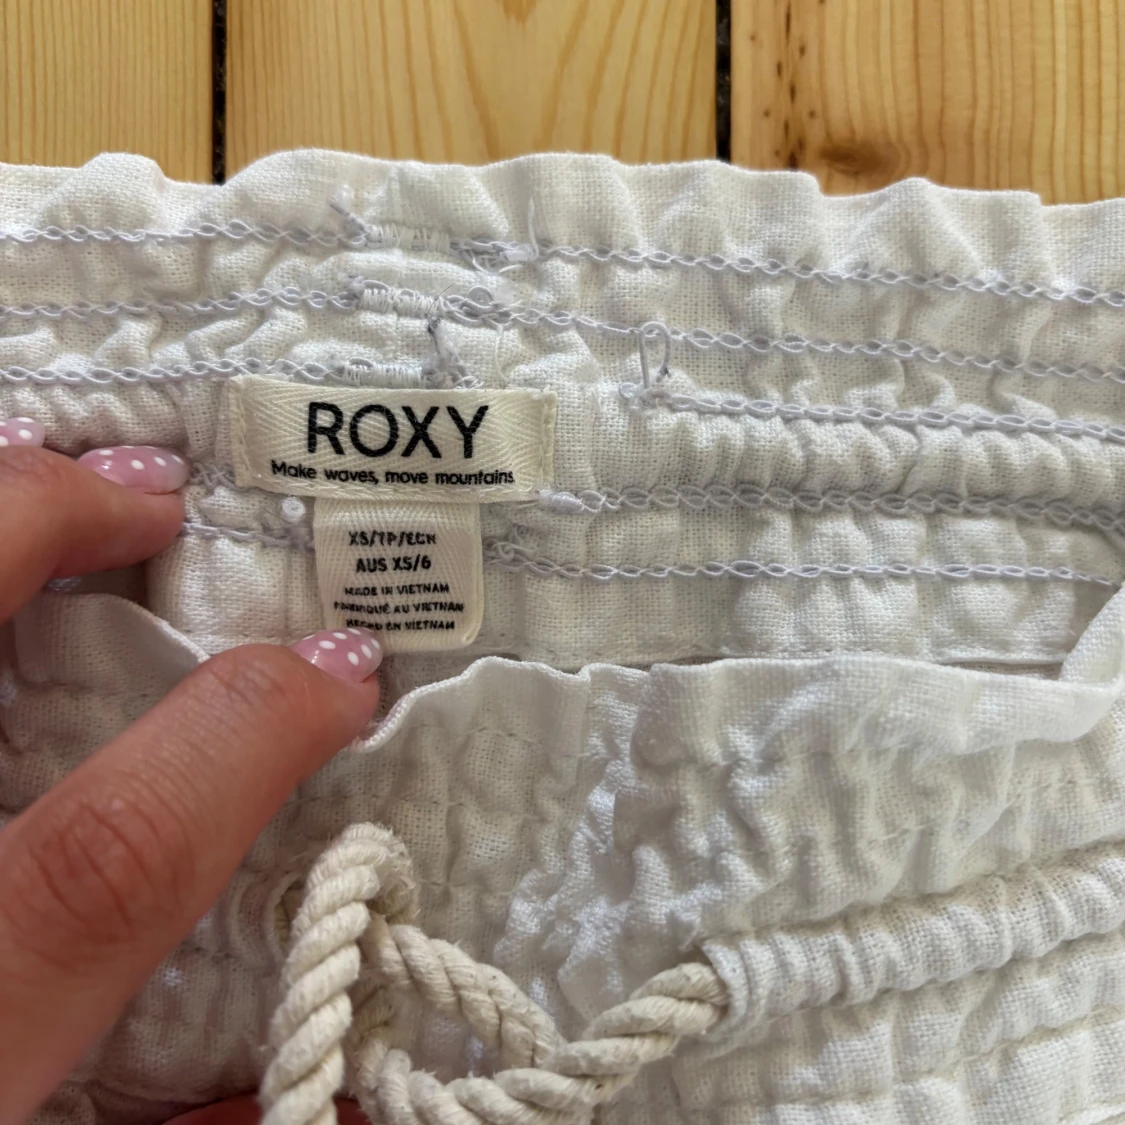 ROXY
Make waves, move mountains
XS/TP/ECH
AUS XS/6
MADE IN VIETNAM
FABRIQUÉ AU VIETNAM
HECHO EN VIETNAM